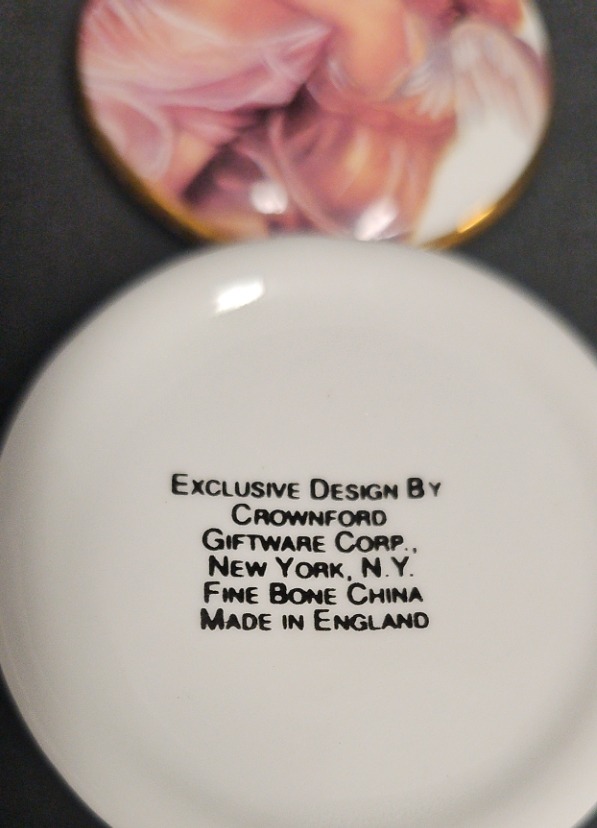 Exclusive Design By
Crownford
Giftware Corp.,
New York, N.Y.
Fine Bone China
Made in England